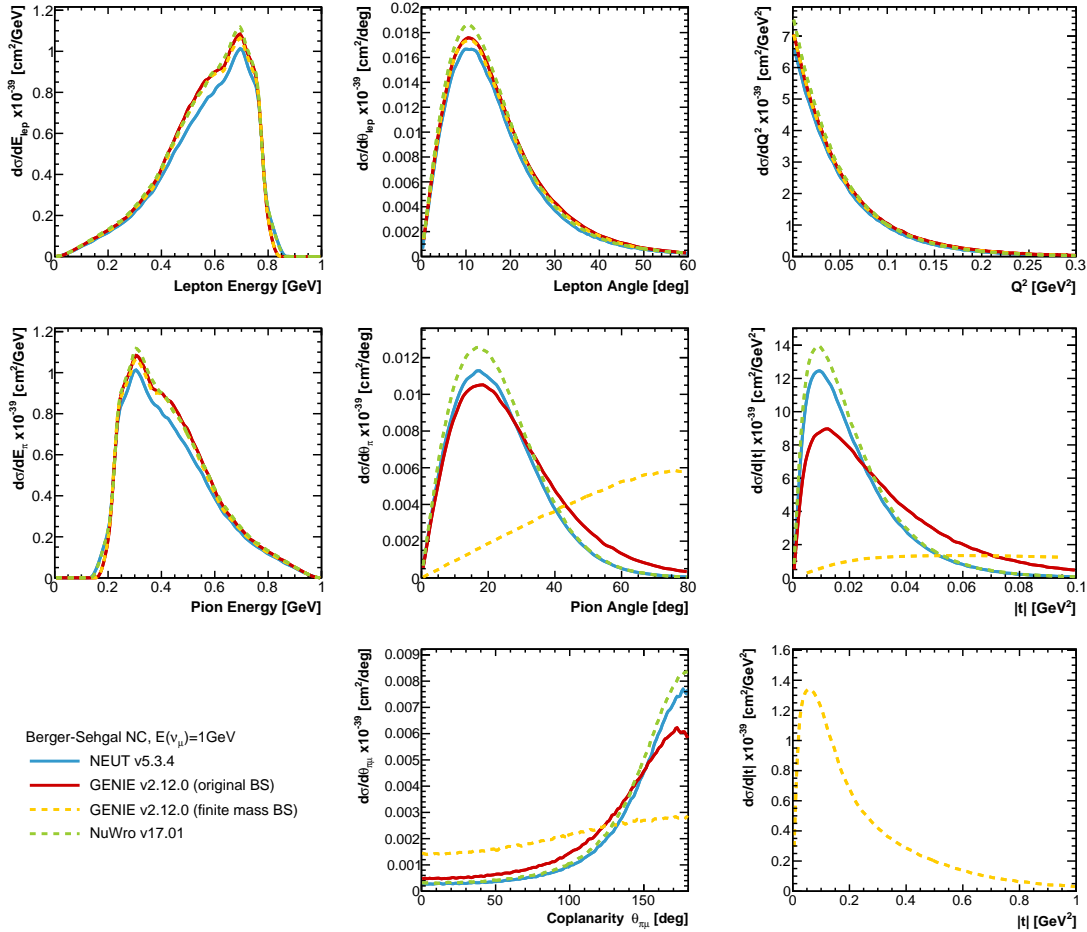 dσ/dE_lep x10^-39 [cm²/GeV]
1.2
1
0.8
0.6
0.4
0.2
0
0 0.2 0.4 0.6 0.8 1
Lepton Energy [GeV]
dσ/dθ_lep x10^-39 [cm²/deg]
0.02
0.018
0.016
0.014
0.012
0.01
0.008
0.006
0.004
0.002
0.000
0 10 20 30 40 50 60
Lepton Angle [deg]
dσ/dQ² x10^-39 [cm²/GeV²]
7
6
5
4
3
2
1
0
0 0.05 0.1 0.15 0.2 0.25 0.3
Q² [GeV²]
dσ/dE_π x10^-39 [cm²/GeV]
1.2
1
0.8
0.6
0.4
0.2
0
0 0.2 0.4 0.6 0.8 1
Pion Energy [GeV]
dσ/dθ_π x10^-39 [cm²/deg]
0.012
0.01
0.008
0.006
0.004
0.002
0.000
0 20 40 60 80
Pion Angle [deg]
dσ/d|t| x10^-39 [cm²/GeV²]
14
12
10
8
6
4
2
0
0 0.02 0.04 0.06 0.08 0.1
|t| [GeV²]
Berger-Sehgal NC, E(ν_μ)=1GeV
NEUT v5.3.4
GENIE v2.12.0 (original BS)
GENIE v2.12.0 (finite mass BS)
NuWro v17.01
dσ/dθ_πμ x10^-39 [cm²/deg]
0.009
0.008
0.007
0.006
0.005
0.004
0.003
0.002
0.001
0.000
0 50 100 150
Coplanarity θ_πμ [deg]
dσ/d|t| x10^-39 [cm²/GeV²]
1.6
1.4
1.2
1
0.8
0.6
0.4
0.2
0
0 0.2 0.4 0.6 0.8 1
|t| [GeV²]